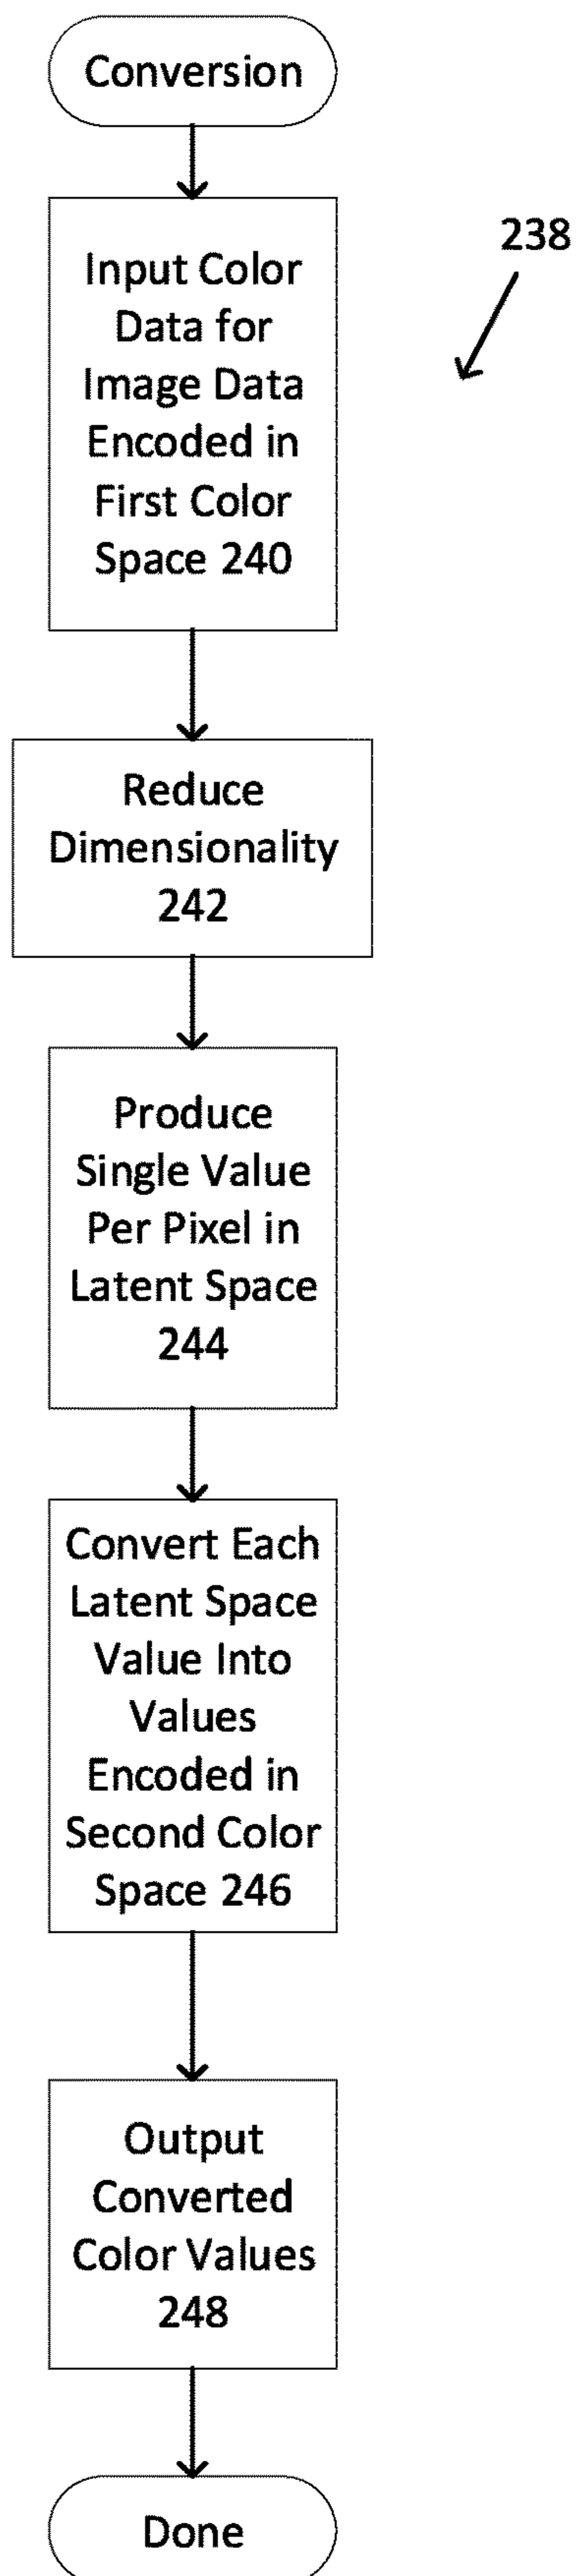 Conversion
238
Input Color
Data for
Image Data
Encoded in
First Color
Space 240
Reduce
Dimensionality
242
Produce
Single Value
Per Pixel in
Latent Space
244
Convert Each
Latent Space
Value Into
Values
Encoded in
Second Color
Space 246
Output
Converted
Color Values
248
Done